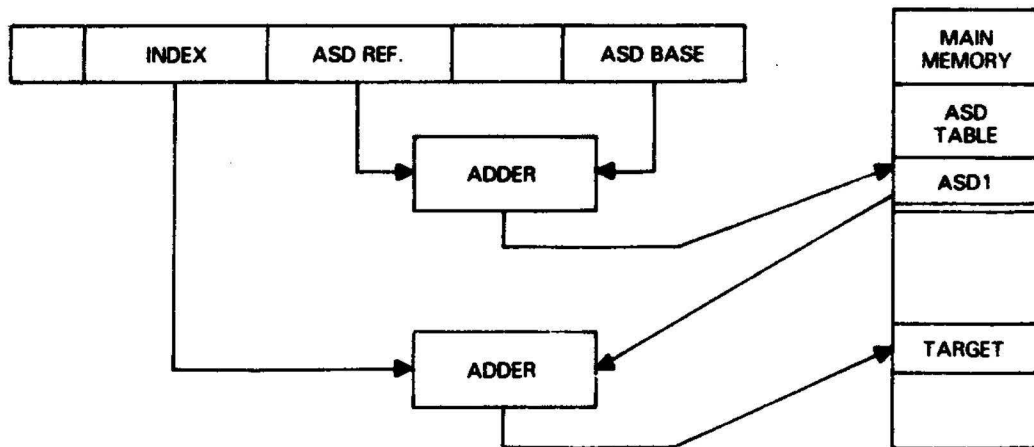 INDEX
ASD REF.
ASD BASE
MAIN
MEMORY
ASD
TABLE
ADDER
ASD1
ADDER
TARGET